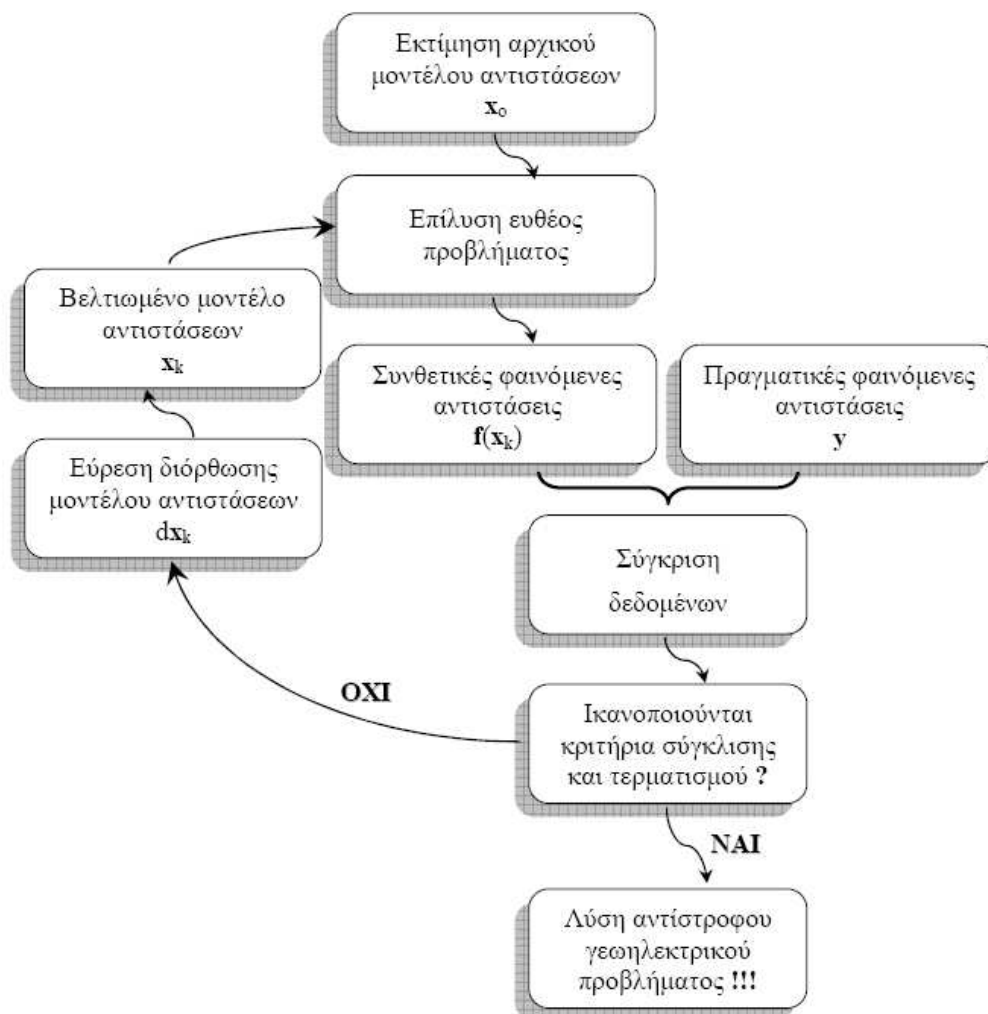 Εκτίμηση αρχικού
μοντέλου αντιστάσεων
xₒ
Επίλυση ευθέος
προβλήματος
Βελτιωμένο μοντέλο
αντιστάσεων
xₖ
Συνθετικές φαινόμενες
αντιστάσεις
f(xₖ)
Πραγματικές φαινόμενες
αντιστάσεις
y
Εύρεση διόρθωσης
μοντέλου αντιστάσεων
dxₖ
Σύγκριση
δεδομένων
ΟΧΙ
Ικανοποιούνται
κριτήρια σύγκλισης
και τερματισμού ?
ΝΑΙ
Λύση αντίστροφου
γεωηλεκτρικού
προβλήματος !!!